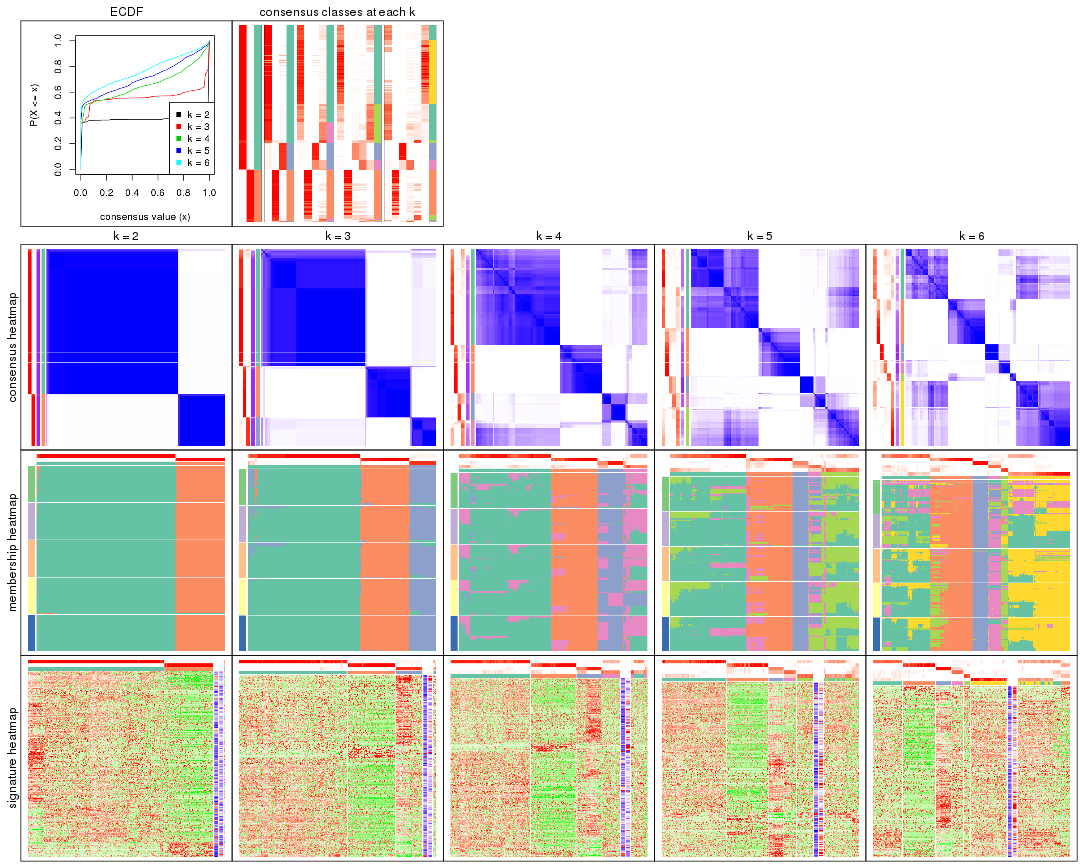 ECDF
consensus classes at each k
P(X <= x)
0.0 0.2 0.4 0.6 0.8 1.0
k = 2
k = 3
k = 4
k = 5
k = 6
0.0 0.2 0.4 0.6 0.8 1.0
consensus value (x)
k = 2
k = 3
k = 4
k = 5
k = 6
consensus heatmap
membership heatmap
signature heatmap